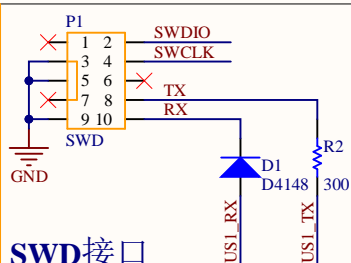 P1
1 2 SWDIO
3 4 SWCLK
5 6
7 8 TX
9 10 RX
SWD
GND
D1
D4148
R2
300
US1_RX
US1_TX
SWD接口